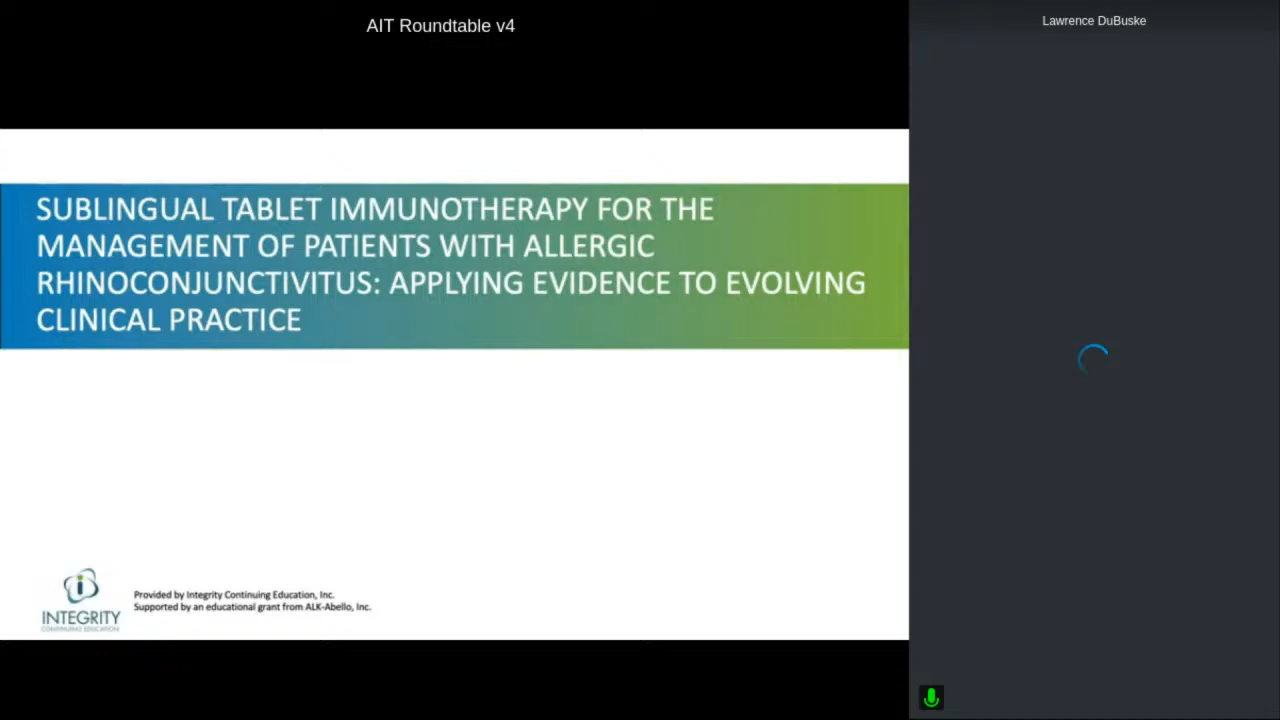 AIT Roundtable v4
Lawrence DuBuske
SUBLINGUAL TABLET IMMUNOTHERAPY FOR THE
MANAGEMENT OF PATIENTS WITH ALLERGIC
RHINOCONJUNCTIVITUS: APPLYING EVIDENCE TO EVOLVING
CLINICAL PRACTICE
INTEGRITY
CONTINUING EDUCATION
Provided by Integrity Continuing Education, Inc.
Supported by an educational grant from ALK-Abello, Inc.